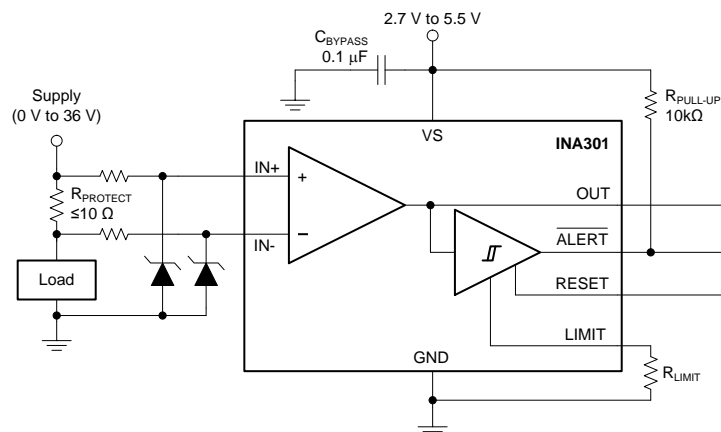 2.7 V to 5.5 V
CBYPASS
0.1 μF
Supply
(0 V to 36 V)
RPULL-UP
10kΩ
VS
INA301
IN+
+
OUT
RPROTECT
≤10 Ω
IN-
−
ALERT
Load
RESET
LIMIT
GND
RLIMIT